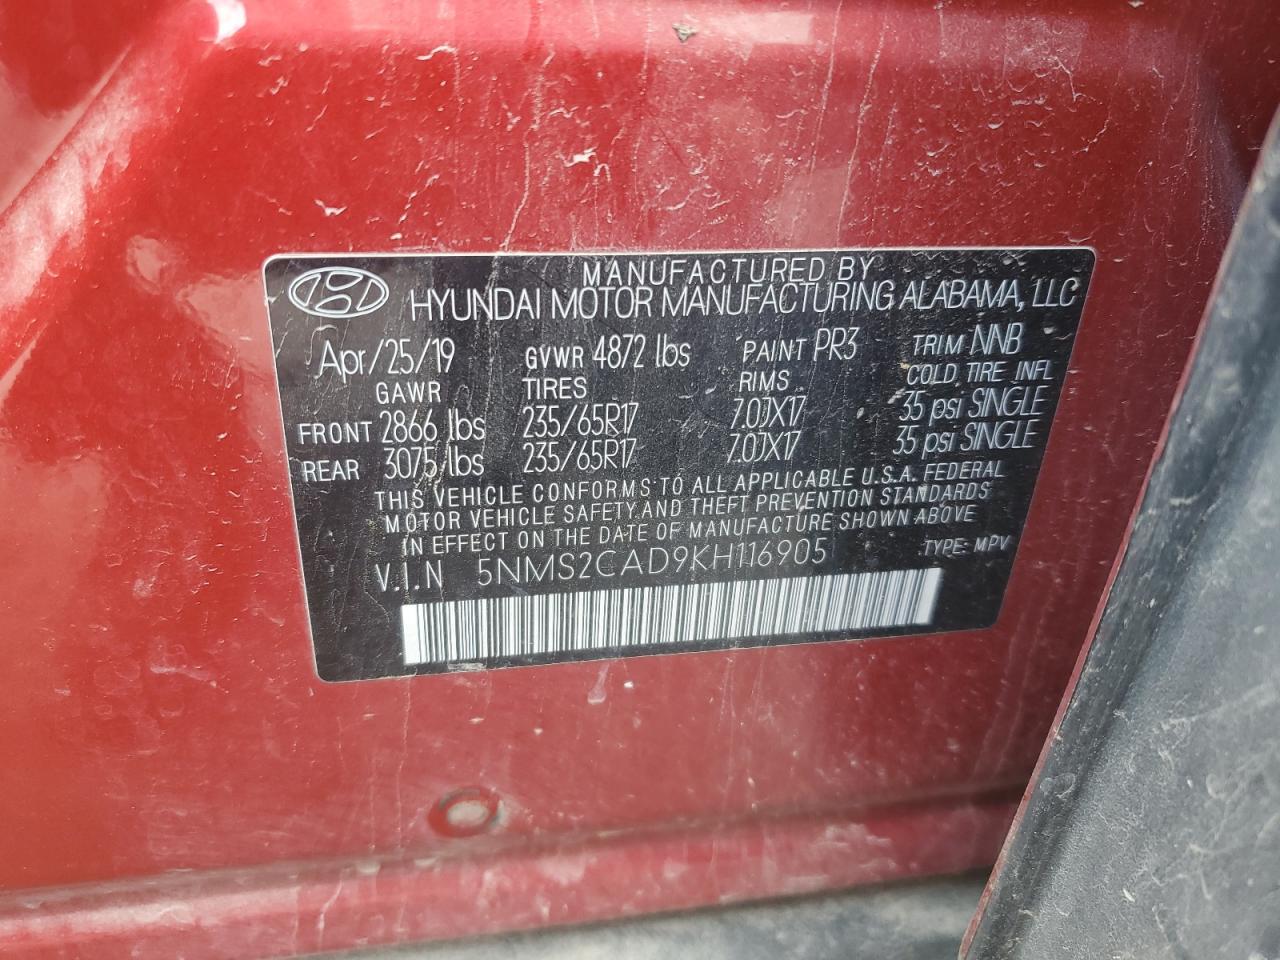 MANUFACTURED BY
HYUNDAI MOTOR MANUFACTURING ALABAMA, LLC
Apr/25/19 GVWR 4872 lbs PAINT PR3 TRIM NNB
GAWR TIRES RIMS COLD TIRE INFL
FRONT 2866 lbs 235/65R17 7.0JX17 35 psi SINGLE
REAR 3075 lbs 235/65R17 7.0JX17 35 psi SINGLE
THIS VEHICLE CONFORMS TO ALL APPLICABLE U.S.A. FEDERAL
MOTOR VEHICLE SAFETY,AND THEFT PREVENTION STANDARDS
IN EFFECT ON THE DATE OF MANUFACTURE SHOWN ABOVE
V.I.N 5NMS2CAD9KH116905 TYPE: MPV